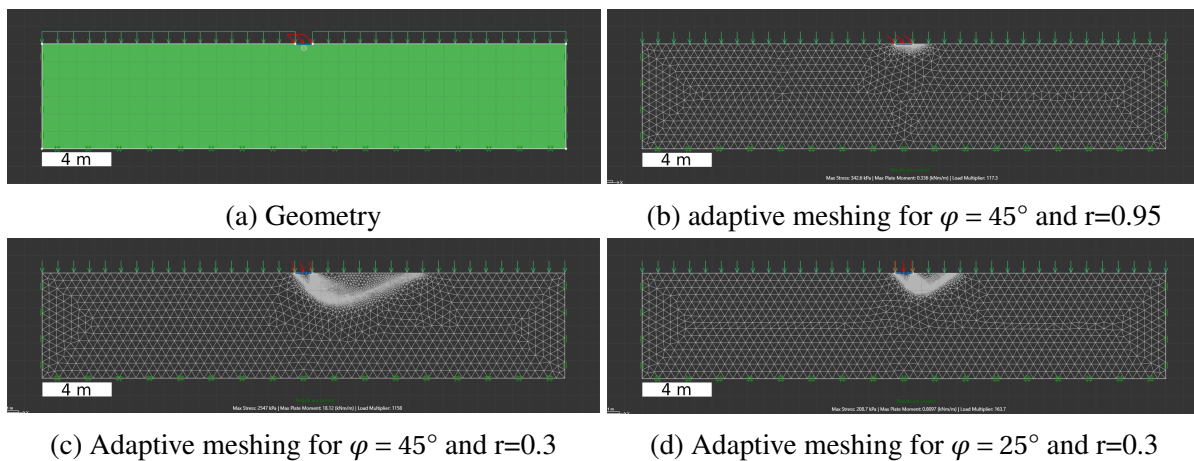 4 m
Max Stress: 342.6 kPa | Max Plate Moment: 0.336 (kNm/m) | Load Multiplier: 117.3
(a) Geometry
(b) adaptive meshing for φ = 45° and r=0.95
4 m
Max Stress: 2547 kPa | Max Plate Moment: 18.12 (kNm/m) | Load Multiplier: 1158
4 m
Max Stress: 208.7 kPa | Max Plate Moment: 0.8097 (kNm/m) | Load Multiplier: 163.7
(c) Adaptive meshing for φ = 45° and r=0.3
(d) Adaptive meshing for φ = 25° and r=0.3